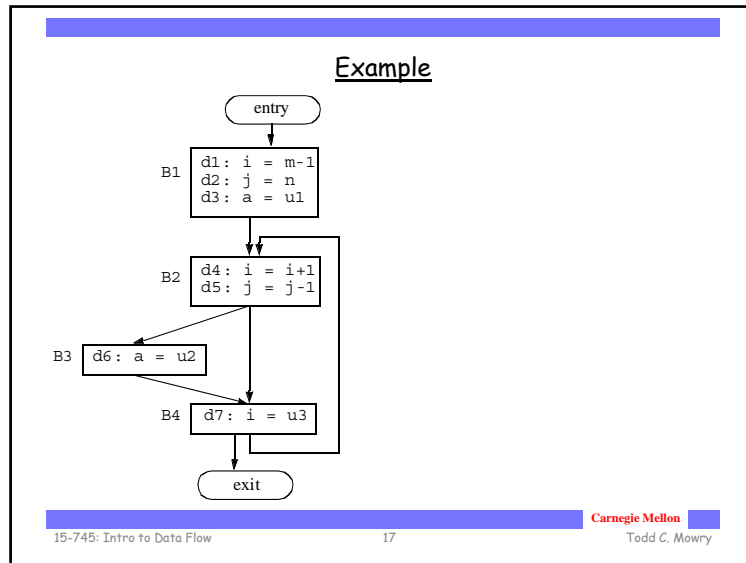 Example
entry
B1
d1: i = m-1
d2: j = n
d3: a = u1
B2
d4: i = i+1
d5: j = j-1
B3
d6: a = u2
B4
d7: i = u3
exit
Carnegie Mellon
15-745: Intro to Data Flow
17
Todd C. Mowry